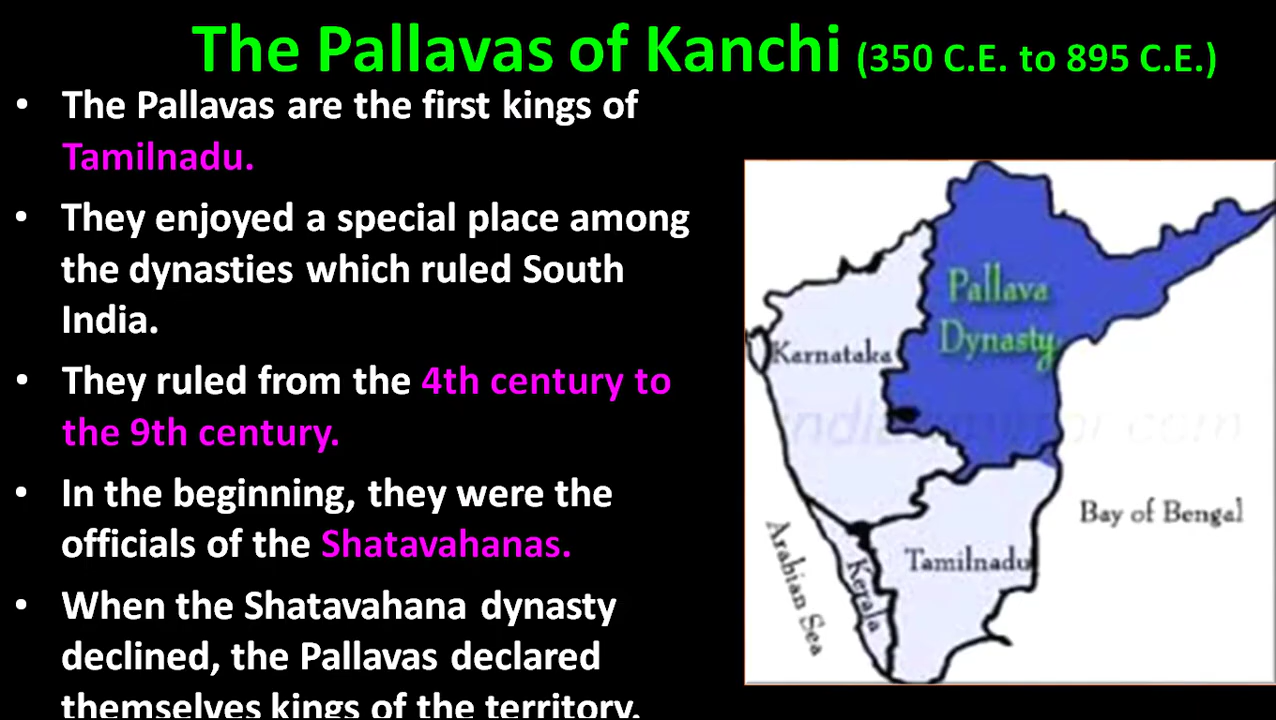 The Pallavas of Kanchi (350 C.E. to 895 C.E.)
• The Pallavas are the first kings of
Tamilnadu.
• They enjoyed a special place among
the dynasties which ruled South
India.
• They ruled from the 4th century to
the 9th century.
• In the beginning, they were the
officials of the Shatavahanas.
• When the Shatavahana dynasty
declined, the Pallavas declared
themselves kings of the territory.
Pallava
Dynasty
Karnataka
Bay of Bengal
Tamilnadu
Kerala
Arabian Sea